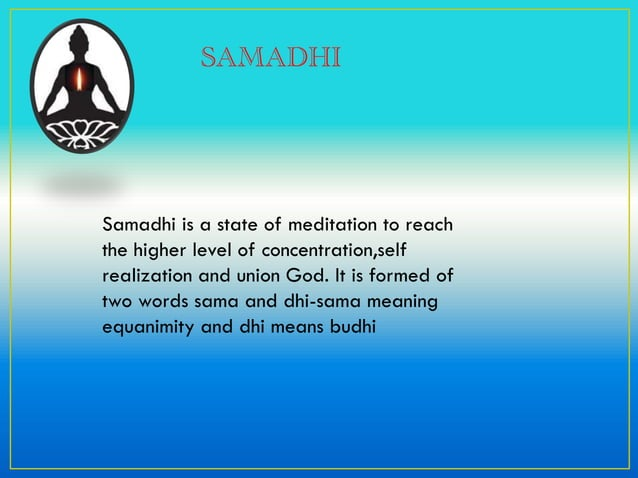 SAMADHI
Samadhi is a state of meditation to reach
the higher level of concentration,self
realization and union God. It is formed of
two words sama and dhi-sama meaning
equanimity and dhi means budhi